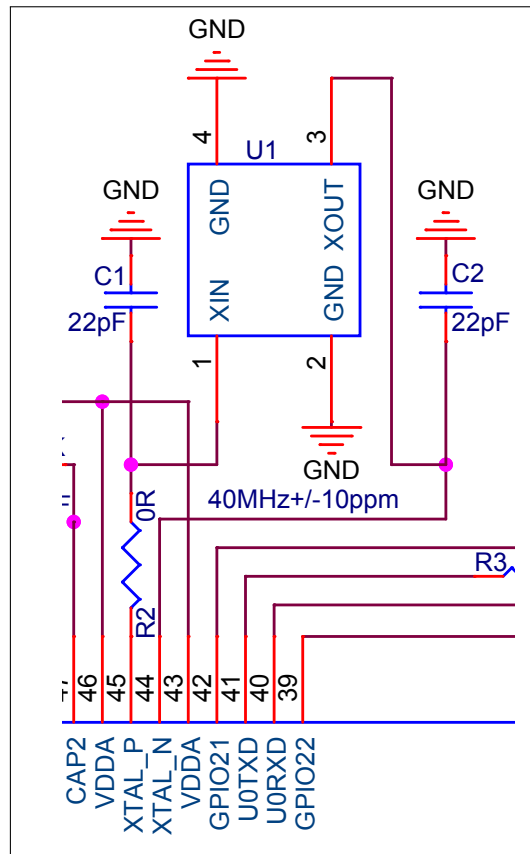 GND
4
3
U1
GND
XOUT
XIN
GND
GND
C1
22pF
GND
C2
22pF
1
2
GND
40MHz+/-10ppm
0R
R2
R3
47
46
45
44
43
42
41
40
39
CAP2
VDDA
XTAL_P
XTAL_N
VDDA
GPIO21
U0TXD
U0RXD
GPIO22